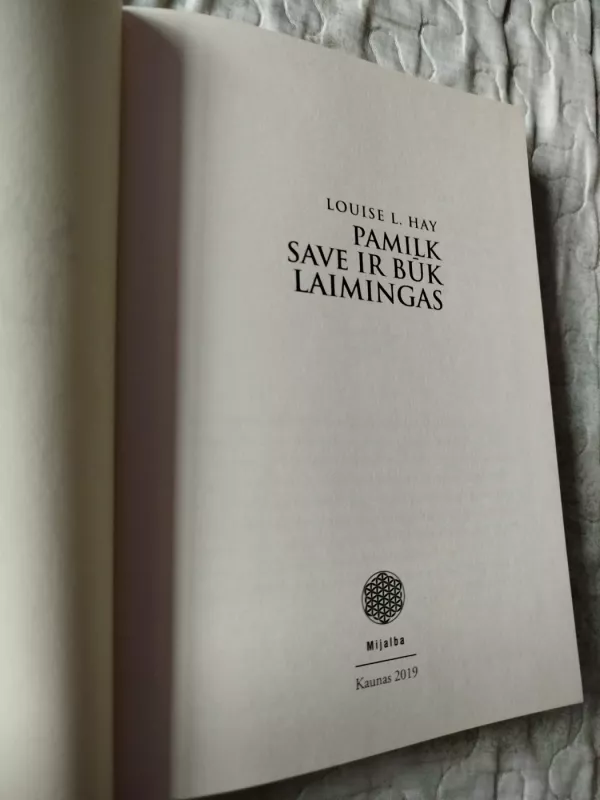 LOUISE L. HAY
PAMILK
SAVE IR BŪK
LAIMINGAS
Mijalba
Kaunas 2019